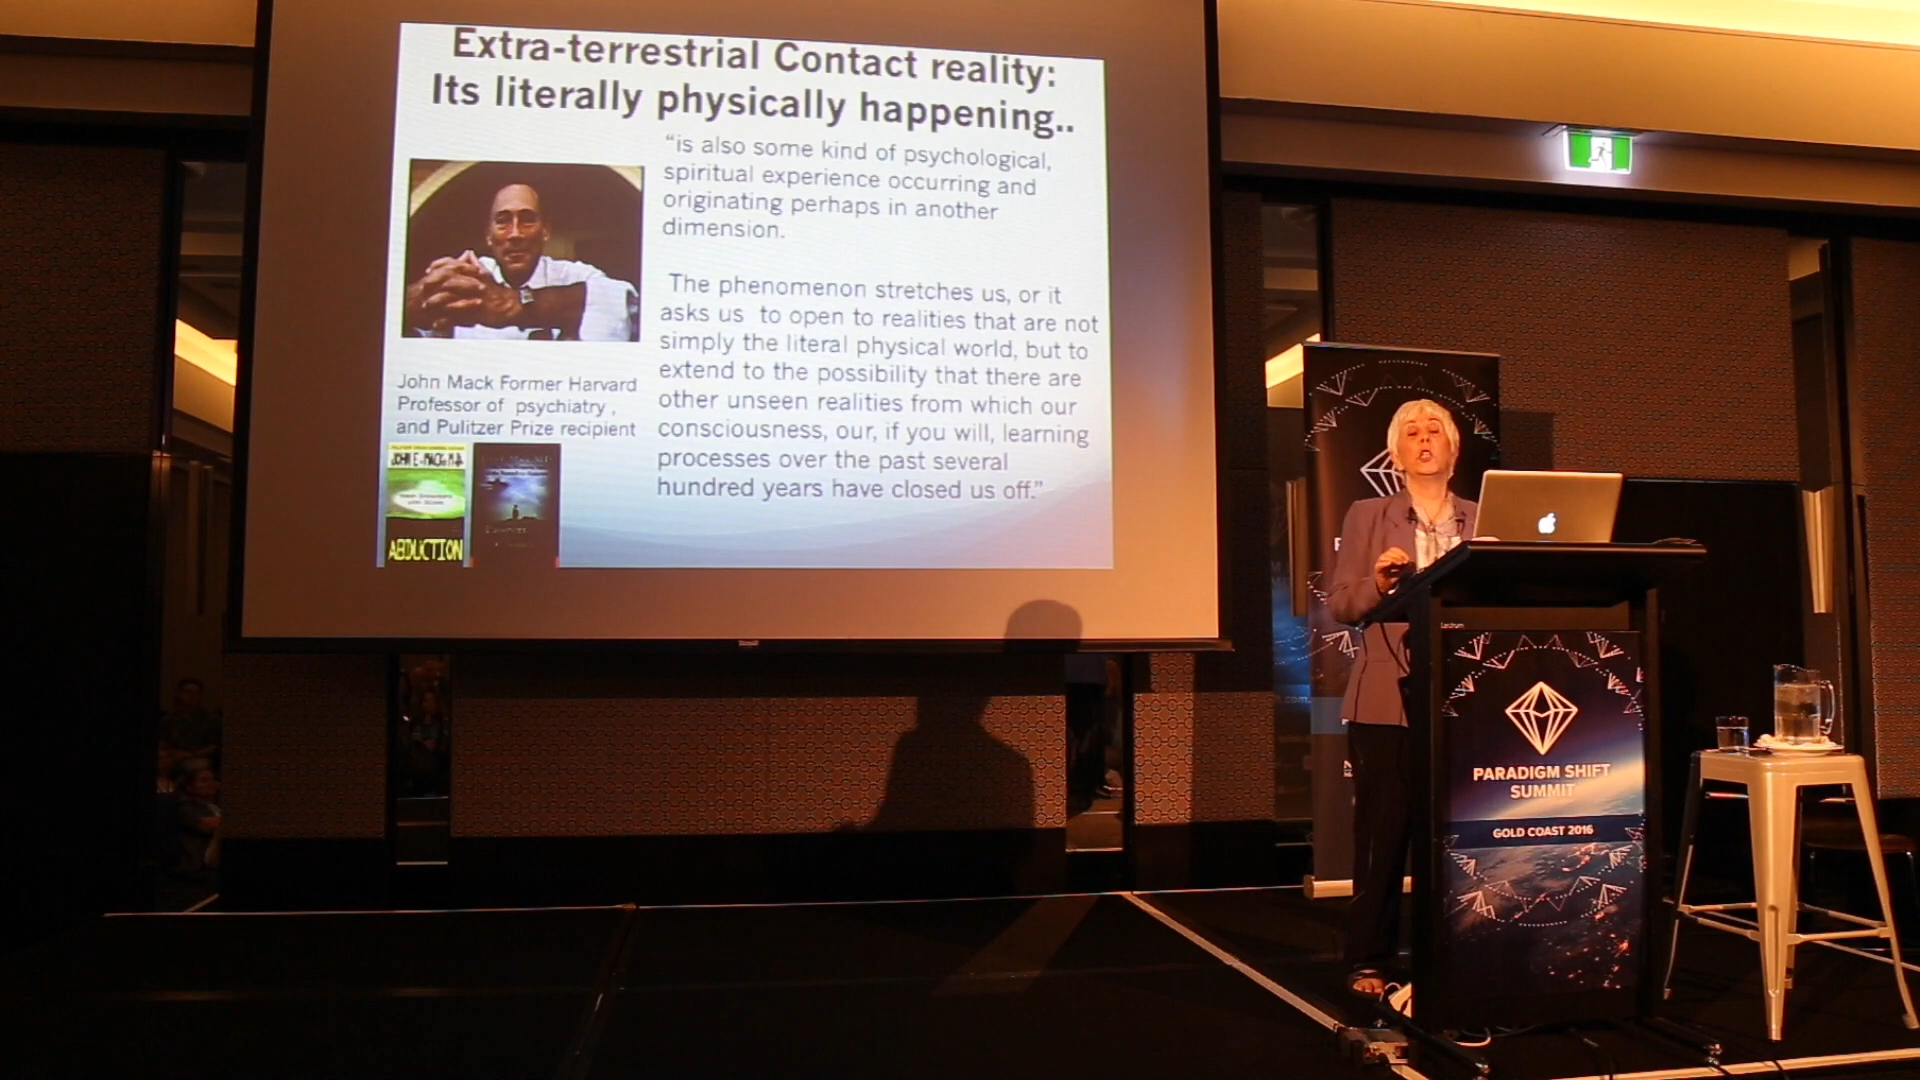 Extra-terrestrial Contact reality:
Its literally physically happening..
“is also some kind of psychological,
spiritual experience occurring and
originating perhaps in another
dimension.
The phenomenon stretches us, or it
asks us to open to realities that are not
simply the literal physical world, but to
extend to the possibility that there are
other unseen realities from which our
consciousness, our, if you will, learning
processes over the past several
hundred years have closed us off.”
John Mack Former Harvard
Professor of psychiatry ,
and Pulitzer Prize recipient
ABDUCTION
PARADIGM SHIFT
SUMMIT
GOLD COAST 2016